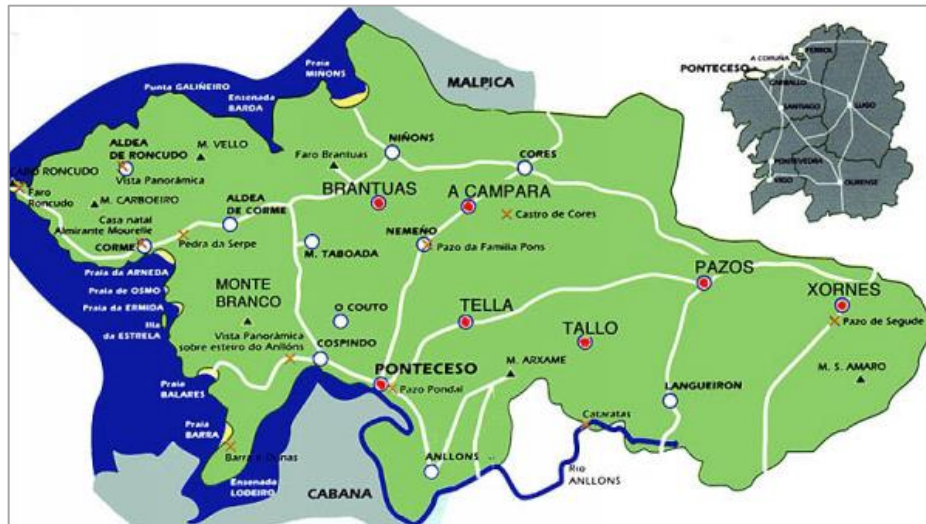 Praia
MINONS
Punta GALIÑEIRO
Ensenada
BARDA
MALPICA
PONTECESO
A CORUÑA
FERROL
CARBALLO
SANTIAGO
LUGO
PONTEVEDRA
VIGO
OURENSE
ALDEA
DE RONCUDO
Vista Panorámica
M. VELLO
Faro Brantuas
NIÑONS
CORES
RONCUDO
Faro
Roncudo
M. CARBOEIRO
ALDEA
DE CORME
BRANTUAS
A CAMPARA
Castro de Cores
Casa natal
Almirante Mourelle
CORME
Pedra da Serpe
M. TABOADA
NEMEÑO
Pazo da Familia Pons
Praia da ARNEDA
Praia de OSMO
Praia da ERMIDA
Illa
da ESTRELA
MONTE
BRANCO
O COUTO
TELLA
PAZOS
XORNES
Pazo de Segude
Vista Panorámica
sobre esteiro do Anllóns
COSPINDO
TALLO
M. ARXAME
M. S. AMARO
PONTECESO
Pazo Pondal
LANGUEIRON
Praia
BALARES
Praia
BARRA
Cataratas
ANLLONS
Ensenada
LODEIRO
CABANA
Rio
ANLLONS